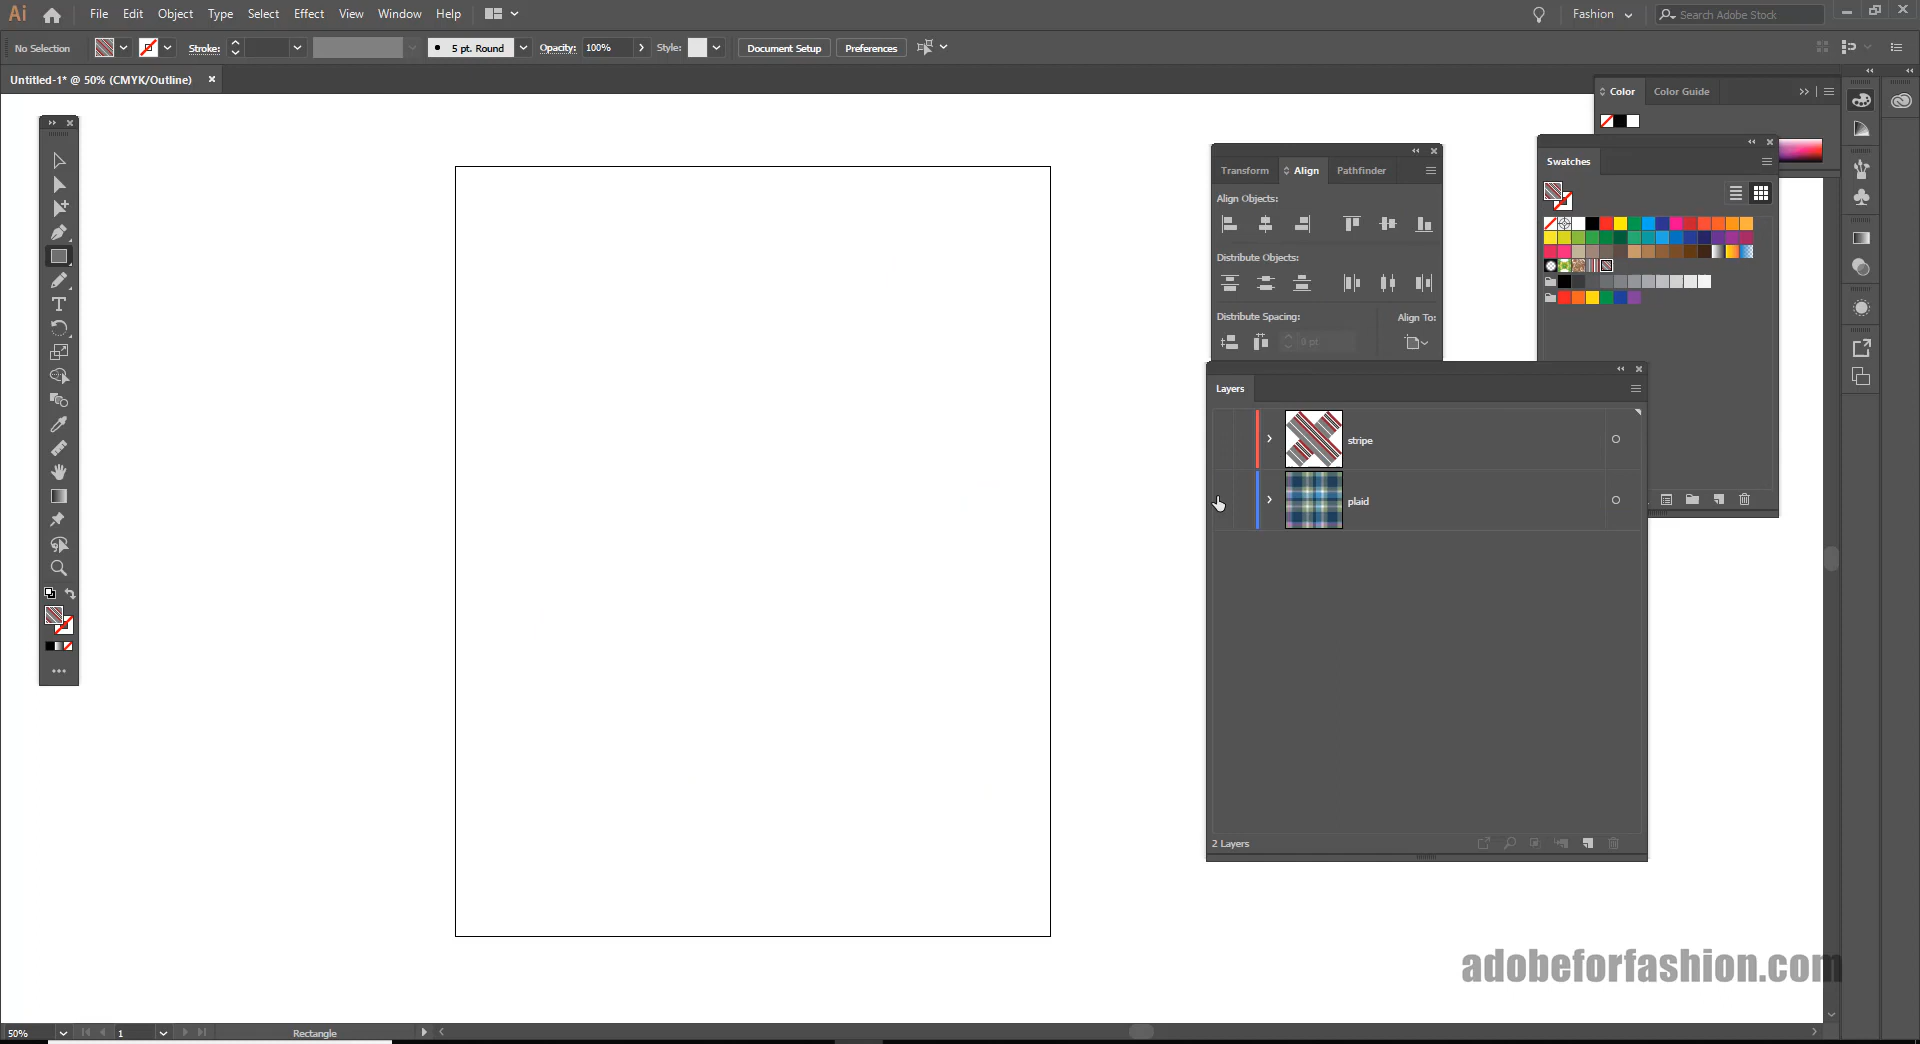 Ai File Edit Object Type Select Effect View Window Help Fashion Search Adobe Stock
No Selection Stroke: 5 pt. Round Opacity: 100% Style: Document Setup Preferences
Untitled-1* @ 50% (CMYK/Outline)
Color Color Guide
Swatches
Transform Align Pathfinder
Align Objects:
Distribute Objects:
Distribute Spacing: Align To:
0 pt
Layers
stripe
plaid
2 Layers
adobeforfashion.com
50% 1 Rectangle